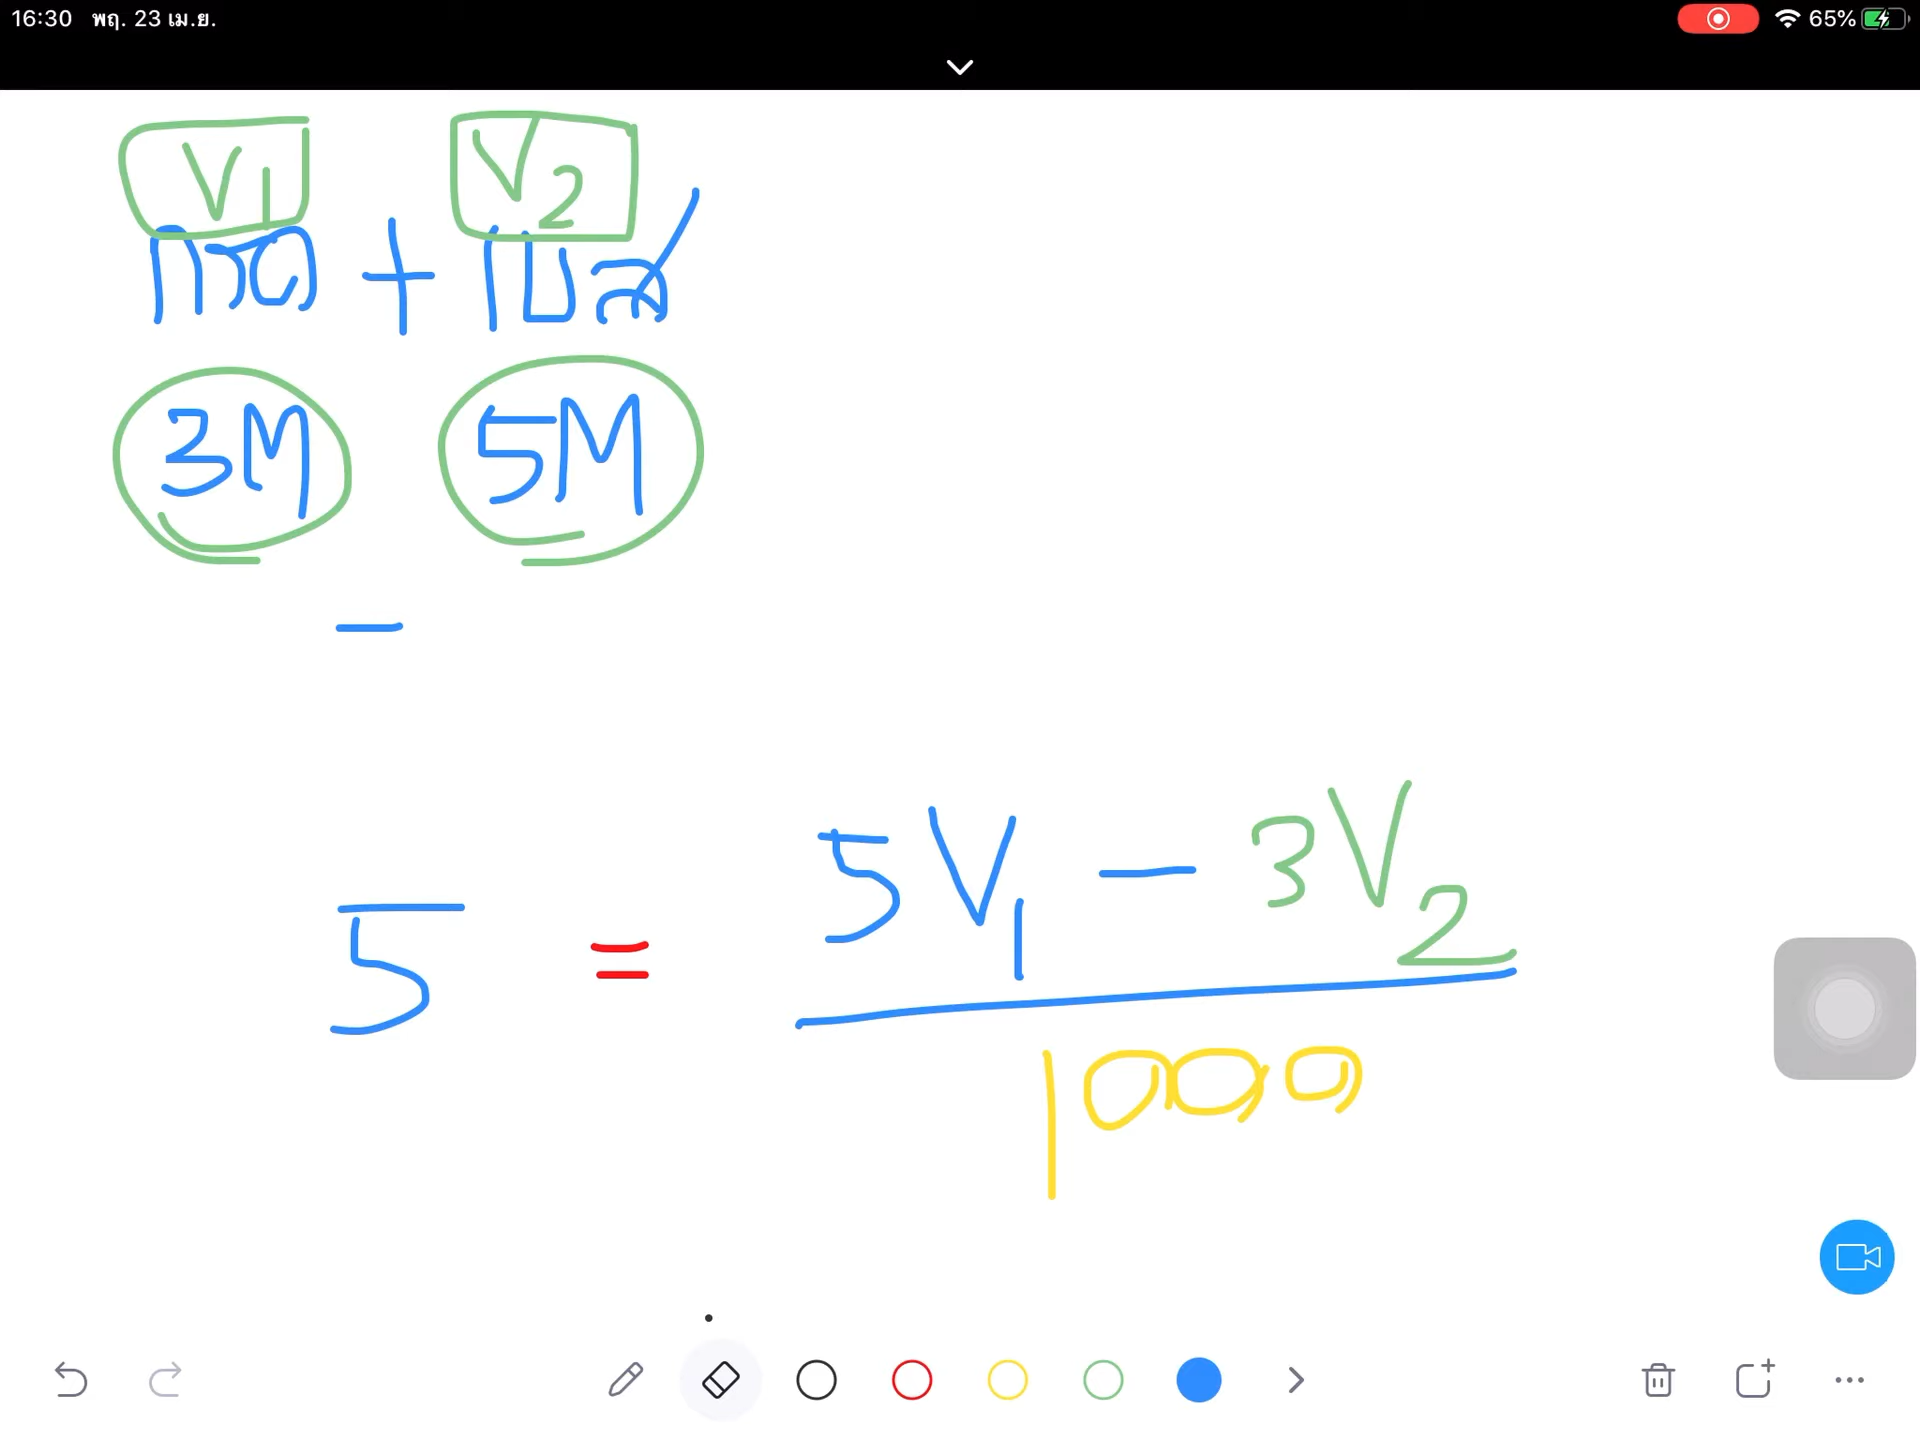 16:30 พฤ. 23 เม.ย. 65%
V₁ V₂
กรด + เบส
3M 5M
–
5 = 5V₁ – 3V₂
1000